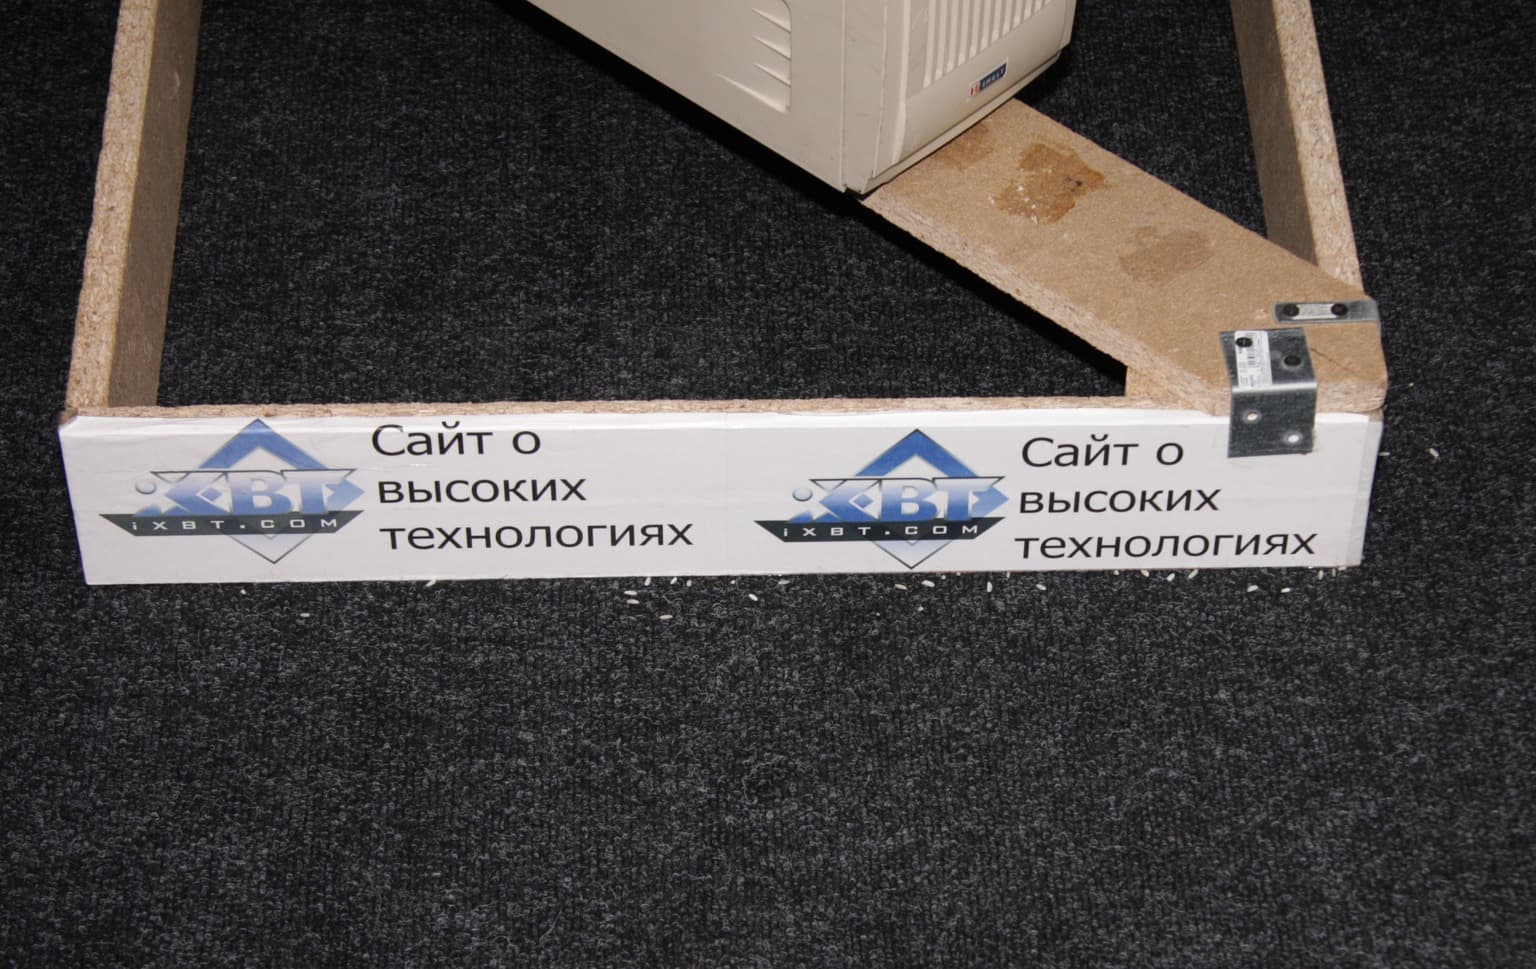 Сайт о
высоких
технологиях
iXBT
iXBT.COM
Сайт о
высоких
технологиях
iXBT
iXBT.COM